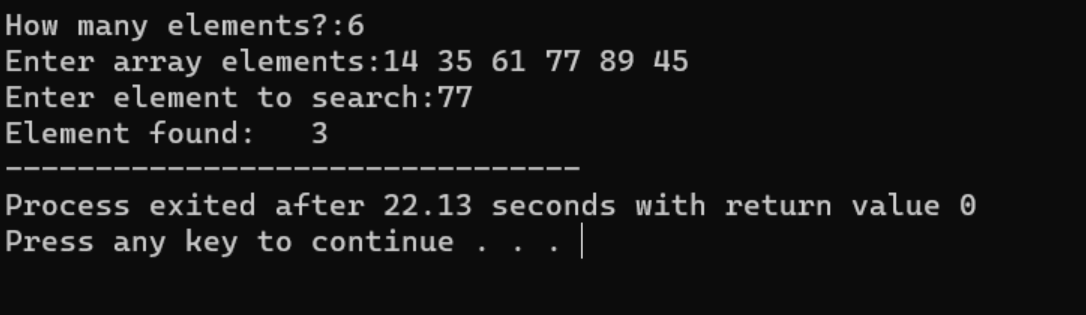 How many elements?:6
Enter array elements:14 35 61 77 89 45
Enter element to search:77
Element found:   3
--------------------------------
Process exited after 22.13 seconds with return value 0
Press any key to continue . . .